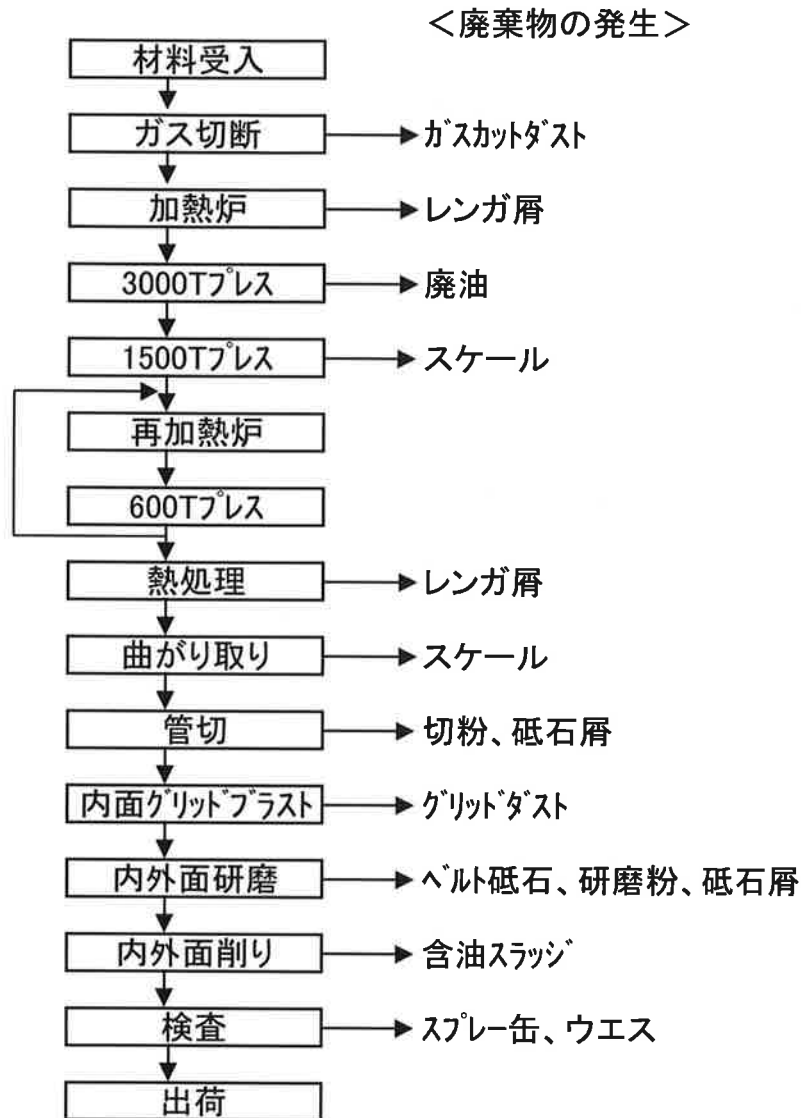 ＜廃棄物の発生＞
材料受入
ガス切断
ｶﾞｽｶｯﾄﾀﾞｽﾄ
加熱炉
レンガ屑
3000Tﾌﾟﾚｽ
廃油
1500Tﾌﾟﾚｽ
スケール
再加熱炉
600Tﾌﾟﾚｽ
熱処理
レンガ屑
曲がり取り
スケール
管切
切粉、砥石屑
内面ｸﾞﾘｯﾄﾞﾌﾞﾗｽﾄ
ｸﾞﾘｯﾄﾞﾀﾞｽﾄ
内外面研磨
ﾍﾞﾙﾄ砥石、研磨粉、砥石屑
内外面削り
含油ｽﾗｯｼﾞ
検査
ｽﾌﾟﾚｰ缶、ウエス
出荷